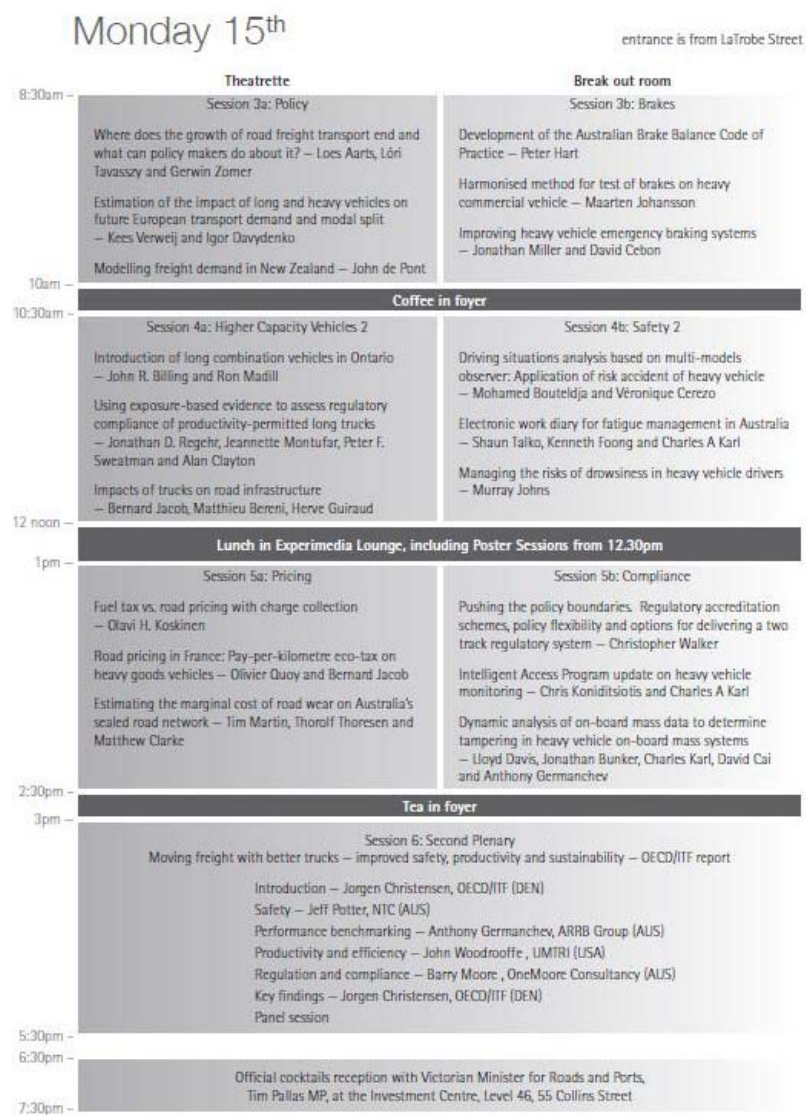 Monday 15th
entrance is from LaTrobe Street
Theatrette
Break out room
8:30am –
Session 3a: Policy
Where does the growth of road freight transport end and
what can policy makers do about it? – Loes Aarts, Lóri
Tavasszy and Gerwin Zomer
Estimation of the impact of long and heavy vehicles on
future European transport demand and modal split
– Kees Verweij and Igor Davydenko
Modelling freight demand in New Zealand – John de Pont
Session 3b: Brakes
Development of the Australian Brake Balance Code of
Practice – Peter Hart
Harmonised method for test of brakes on heavy
commercial vehicle – Maarten Johansson
Improving heavy vehicle emergency braking systems
– Jonathan Miller and David Cebon
10am –
Coffee in foyer
10:30am –
Session 4a: Higher Capacity Vehicles 2
Introduction of long combination vehicles in Ontario
– John R. Billing and Ron Madill
Using exposure-based evidence to assess regulatory
compliance of productivity-permitted long trucks
– Jonathan D. Regehr, Jeannette Montufar, Peter F.
Sweatman and Alan Clayton
Impacts of trucks on road infrastructure
– Bernard Jacob, Matthieu Bereni, Herve Guiraud
Session 4b: Safety 2
Driving situations analysis based on multi-models
observer: Application of risk accident of heavy vehicle
– Mohamed Bouteldja and Véronique Cerezo
Electronic work diary for fatigue management in Australia
– Shaun Talko, Kenneth Foong and Charles A Karl
Managing the risks of drowsiness in heavy vehicle drivers
– Murray Johns
12 noon –
Lunch in Experimedia Lounge, including Poster Sessions from 12.30pm
1pm –
Session 5a: Pricing
Fuel tax vs. road pricing with charge collection
– Olavi H. Koskinen
Road pricing in France: Pay-per-kilometre eco-tax on
heavy goods vehicles – Olivier Quoy and Bernard Jacob
Estimating the marginal cost of road wear on Australia's
sealed road network – Tim Martin, Thorolf Thoresen and
Matthew Clarke
Session 5b: Compliance
Pushing the policy boundaries. Regulatory accreditation
schemes, policy flexibility and options for delivering a two
track regulatory system – Christopher Walker
Intelligent Access Program update on heavy vehicle
monitoring – Chris Koniditsiotis and Charles A Karl
Dynamic analysis of on-board mass data to determine
tampering in heavy vehicle on-board mass systems
– Lloyd Davis, Jonathan Bunker, Charles Karl, David Cai
and Anthony Germanchev
2:30pm –
Tea in foyer
3pm –
Session 6: Second Plenary
Moving freight with better trucks – improved safety, productivity and sustainability – OECD/ITF report
Introduction – Jorgen Christensen, OECD/ITF (DEN)
Safety – Jeff Potter, NTC (AUS)
Performance benchmarking – Anthony Germanchev, ARRB Group (AUS)
Productivity and efficiency – John Woodrooffe , UMTRI (USA)
Regulation and compliance – Barry Moore , OneMoore Consultancy (AUS)
Key findings – Jorgen Christensen, OECD/ITF (DEN)
Panel session
5:30pm –
6:30pm –
Official cocktails reception with Victorian Minister for Roads and Ports,
Tim Pallas MP, at the Investment Centre, Level 46, 55 Collins Street
7:30pm –